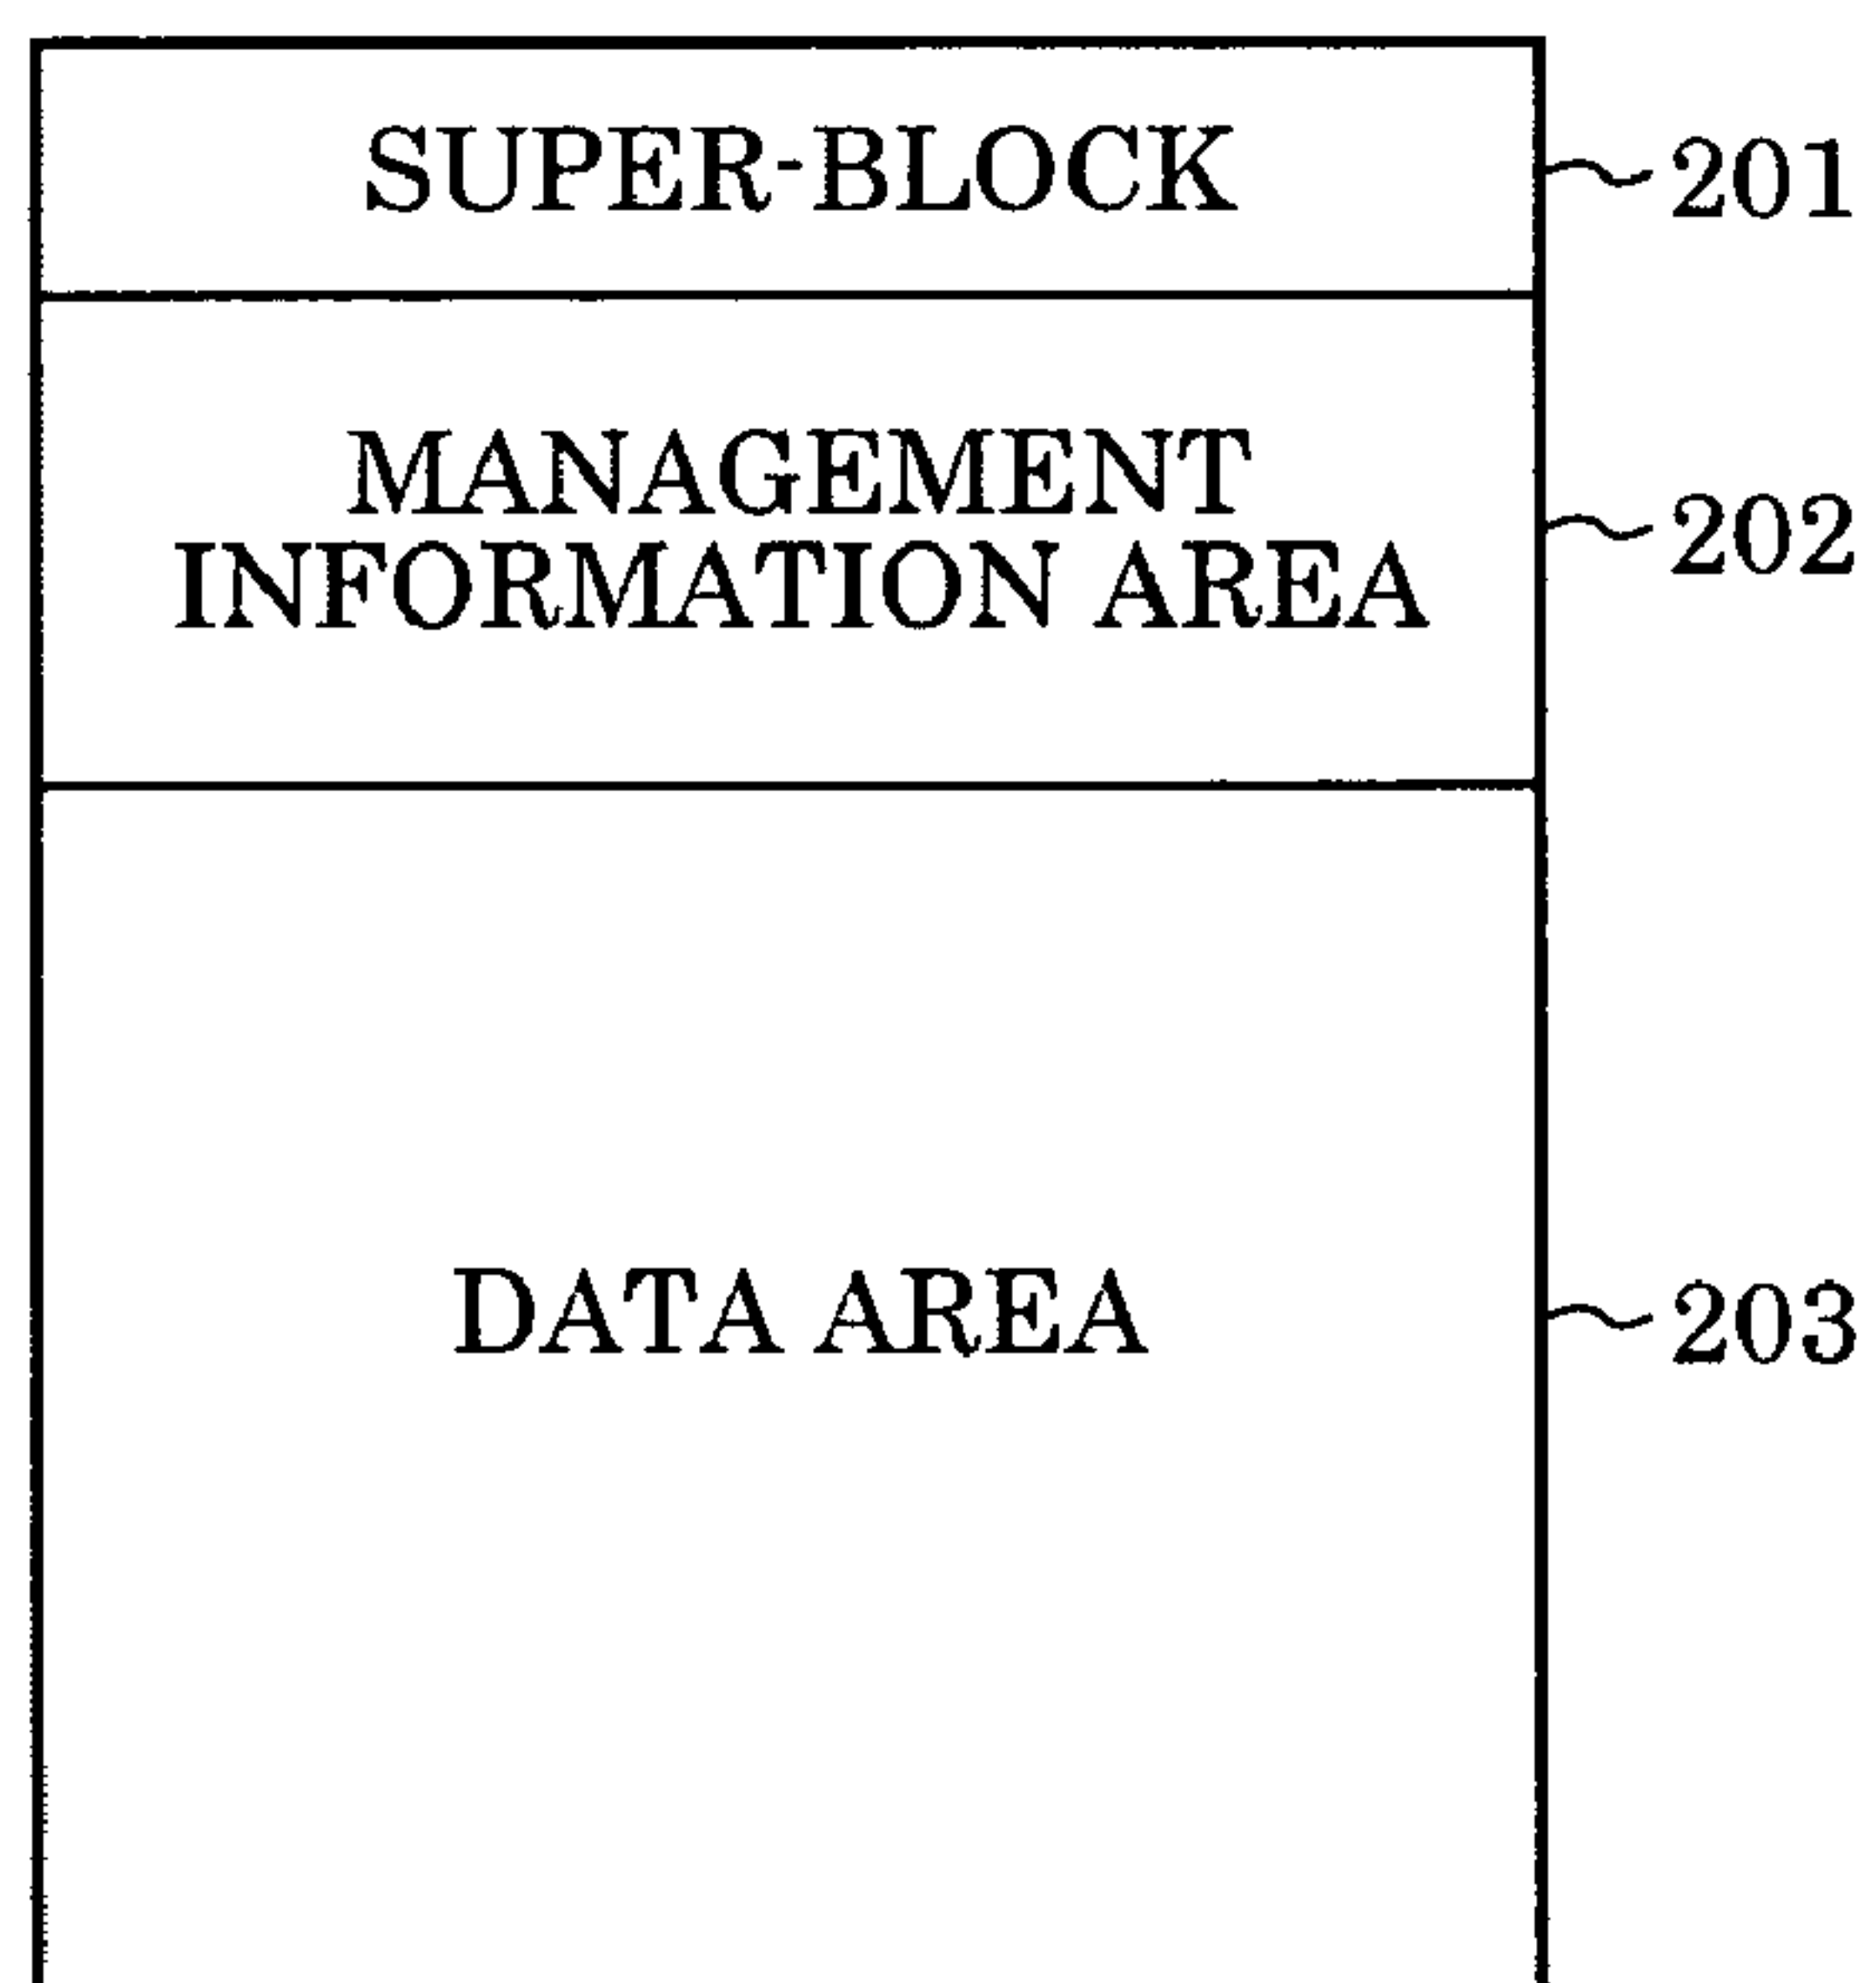 SUPER-BLOCK 201
MANAGEMENT
INFORMATION AREA 202
DATA AREA 203